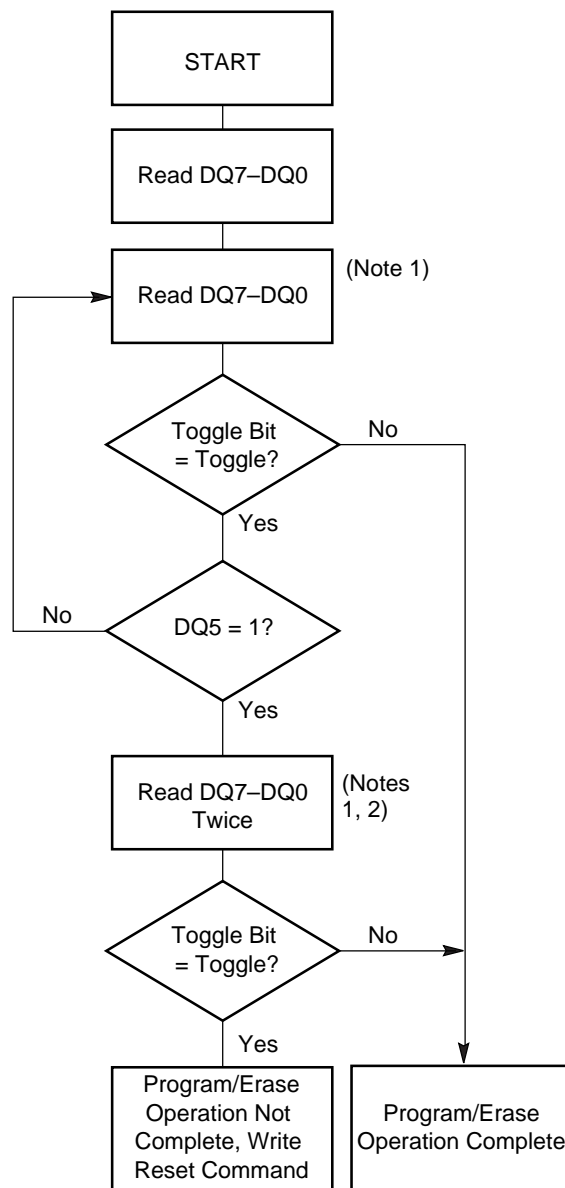 START
Read DQ7–DQ0
Read DQ7–DQ0
(Note 1)
Toggle Bit
= Toggle?
No
Yes
No
DQ5 = 1?
Yes
Read DQ7–DQ0
Twice
(Notes
1, 2)
Toggle Bit
= Toggle?
No
Yes
Program/Erase
Operation Not
Complete, Write
Reset Command
Program/Erase
Operation Complete